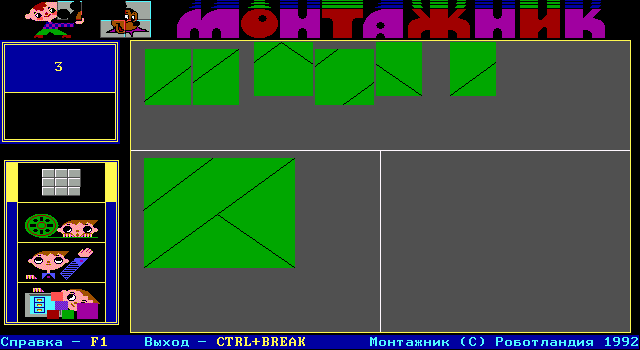 МОНТАЖНИК
3
Справка – F1 Выход – CTRL+BREAK Монтажник (C) Роботландия 1992